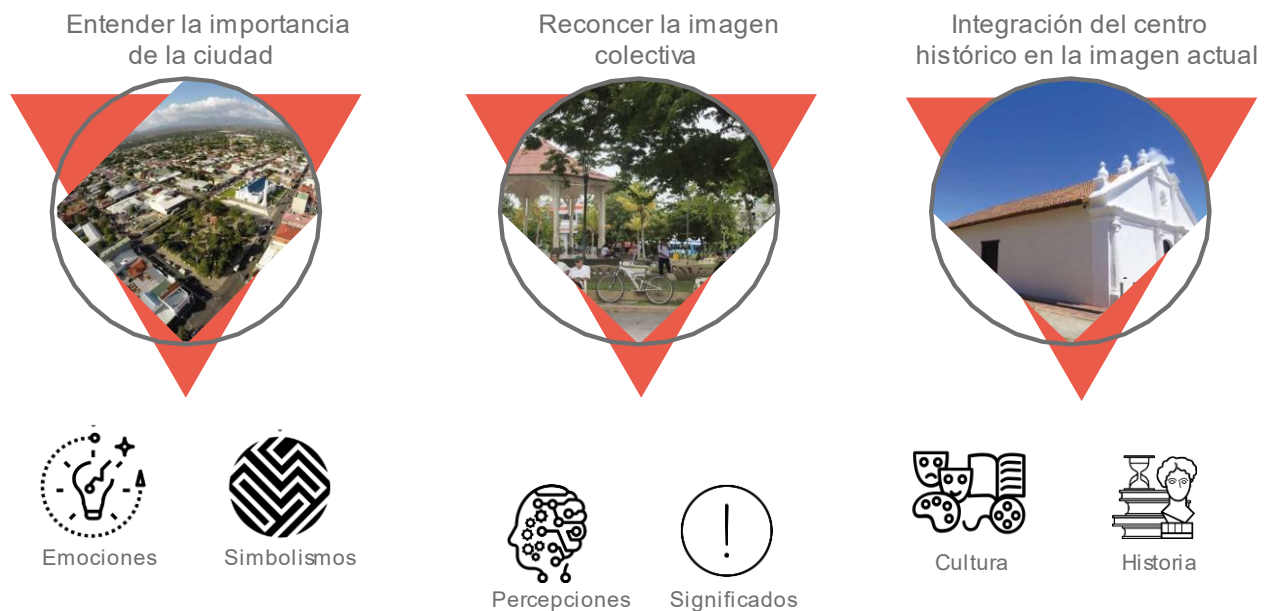 Entender la importancia
de la ciudad
Reconcer la imagen
colectiva
Integración del centro
histórico en la imagen actual
Emociones
Simbolismos
Percepciones
Significados
Cultura
Historia